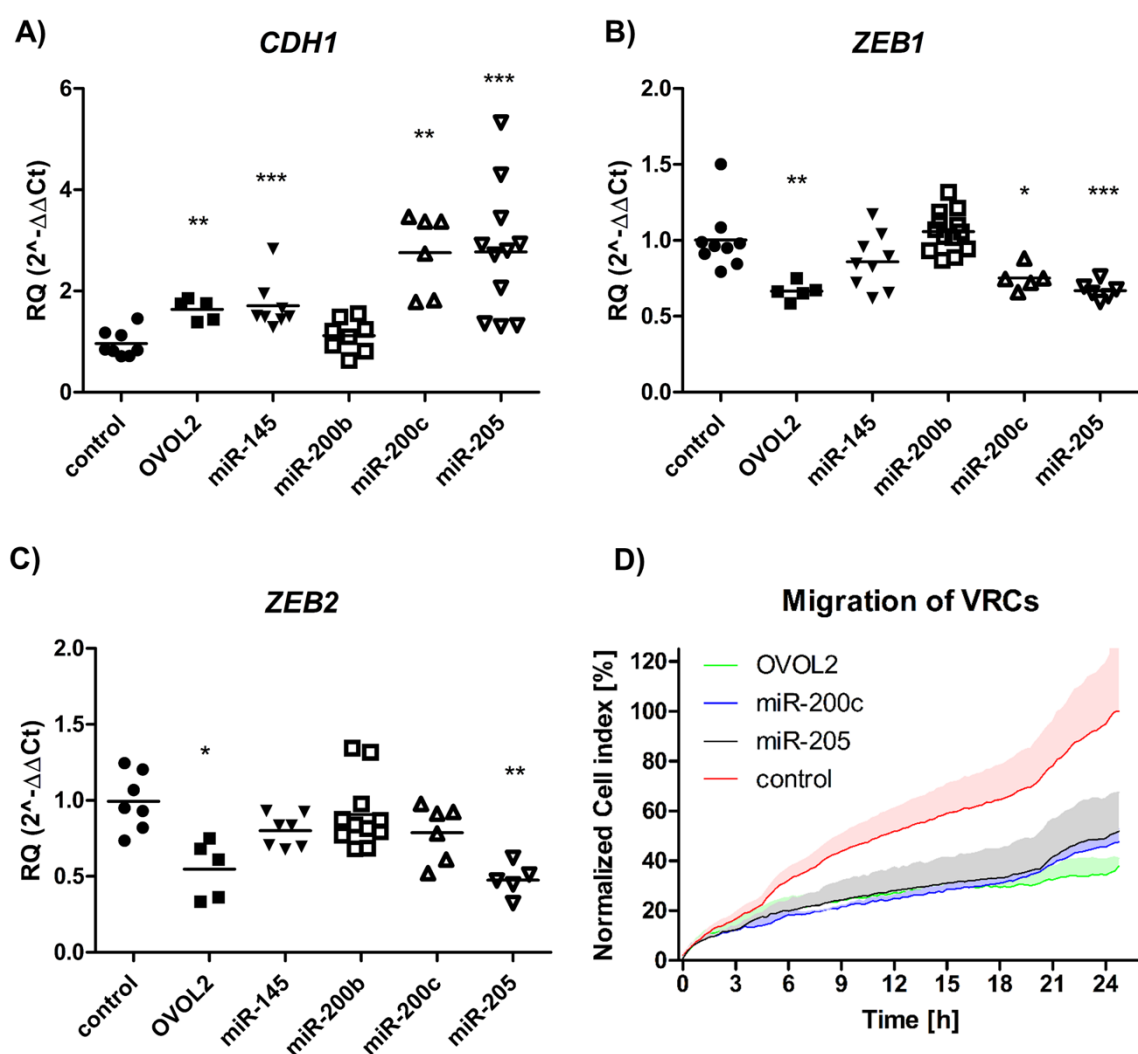 A)
CDH1
RQ (2^-ΔΔCt)
6
4
2
0
**
***
**
***
control
OVOL2
miR-145
miR-200b
miR-200c
miR-205
B)
ZEB1
RQ (2^-ΔΔCt)
2.0
1.5
1.0
0.5
0.0
**
*
***
control
OVOL2
miR-145
miR-200b
miR-200c
miR-205
C)
ZEB2
RQ (2^-ΔΔCt)
2.0
1.5
1.0
0.5
0.0
*
**
control
OVOL2
miR-145
miR-200b
miR-200c
miR-205
D)
Migration of VRCs
Normalized Cell index [%]
120
100
80
60
40
20
0
OVOL2
miR-200c
miR-205
control
0 3 6 9 12 15 18 21 24
Time [h]